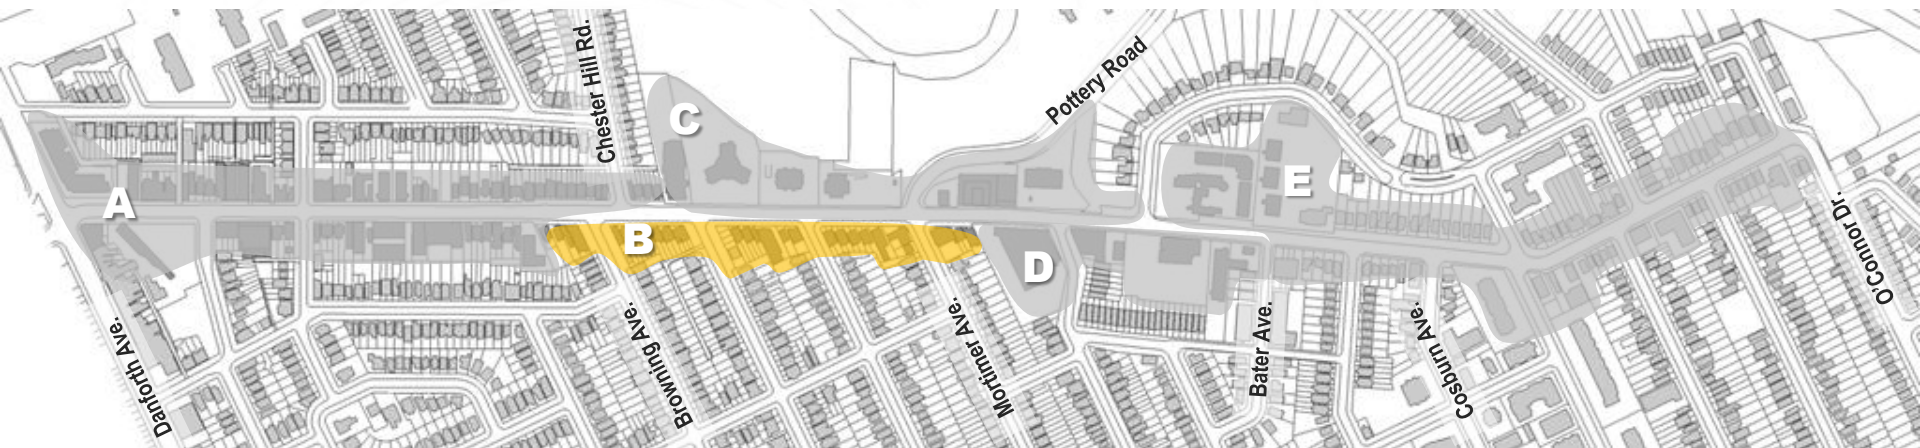 Chester Hill Rd.
Pottery Road
C
A
B
E
D
O'Connor Dr.
Danforth Ave.
Browning Ave.
Mortimer Ave.
Bater Ave.
Cosburn Ave.